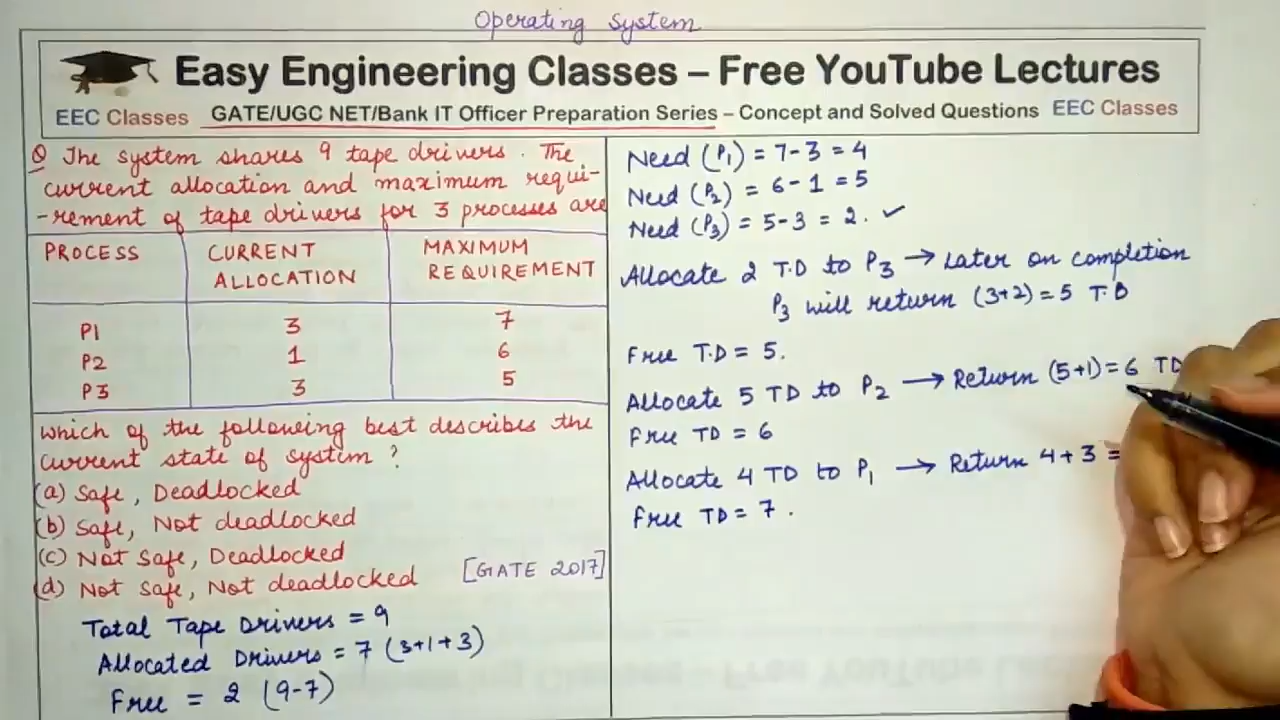 Operating System
Easy Engineering Classes – Free YouTube Lectures
EEC Classes GATE/UGC NET/Bank IT Officer Preparation Series – Concept and Solved Questions EEC Classes
Q The system shares 9 tape drivers. The
current allocation and maximum requi-
-rement of tape drivers for 3 processes are
PROCESS CURRENT ALLOCATION MAXIMUM REQUIREMENT
P1 3 7
P2 1 6
P3 3 5
which of the following best describes the
current state of system ?
(a) Safe, Deadlocked
(b) Safe, Not deadlocked
(c) Not Safe, Deadlocked
(d) Not Safe, Not deadlocked [GATE 2017]
Total Tape Drivers = 9
Allocated Drivers = 7 (3+1+3)
Free = 2 (9-7)
Need (P1) = 7-3 = 4
Need (P2) = 6-1 = 5
Need (P3) = 5-3 = 2. ✓
Allocate 2 T.D to P3 → Later on completion
P3 will return (3+2) = 5 T.D
Free T.D = 5.
Allocate 5 TD to P2 → Return (5+1) = 6 TD
Free TD = 6
Allocate 4 TD to P1 → Return 4+3 =
Free TD = 7.